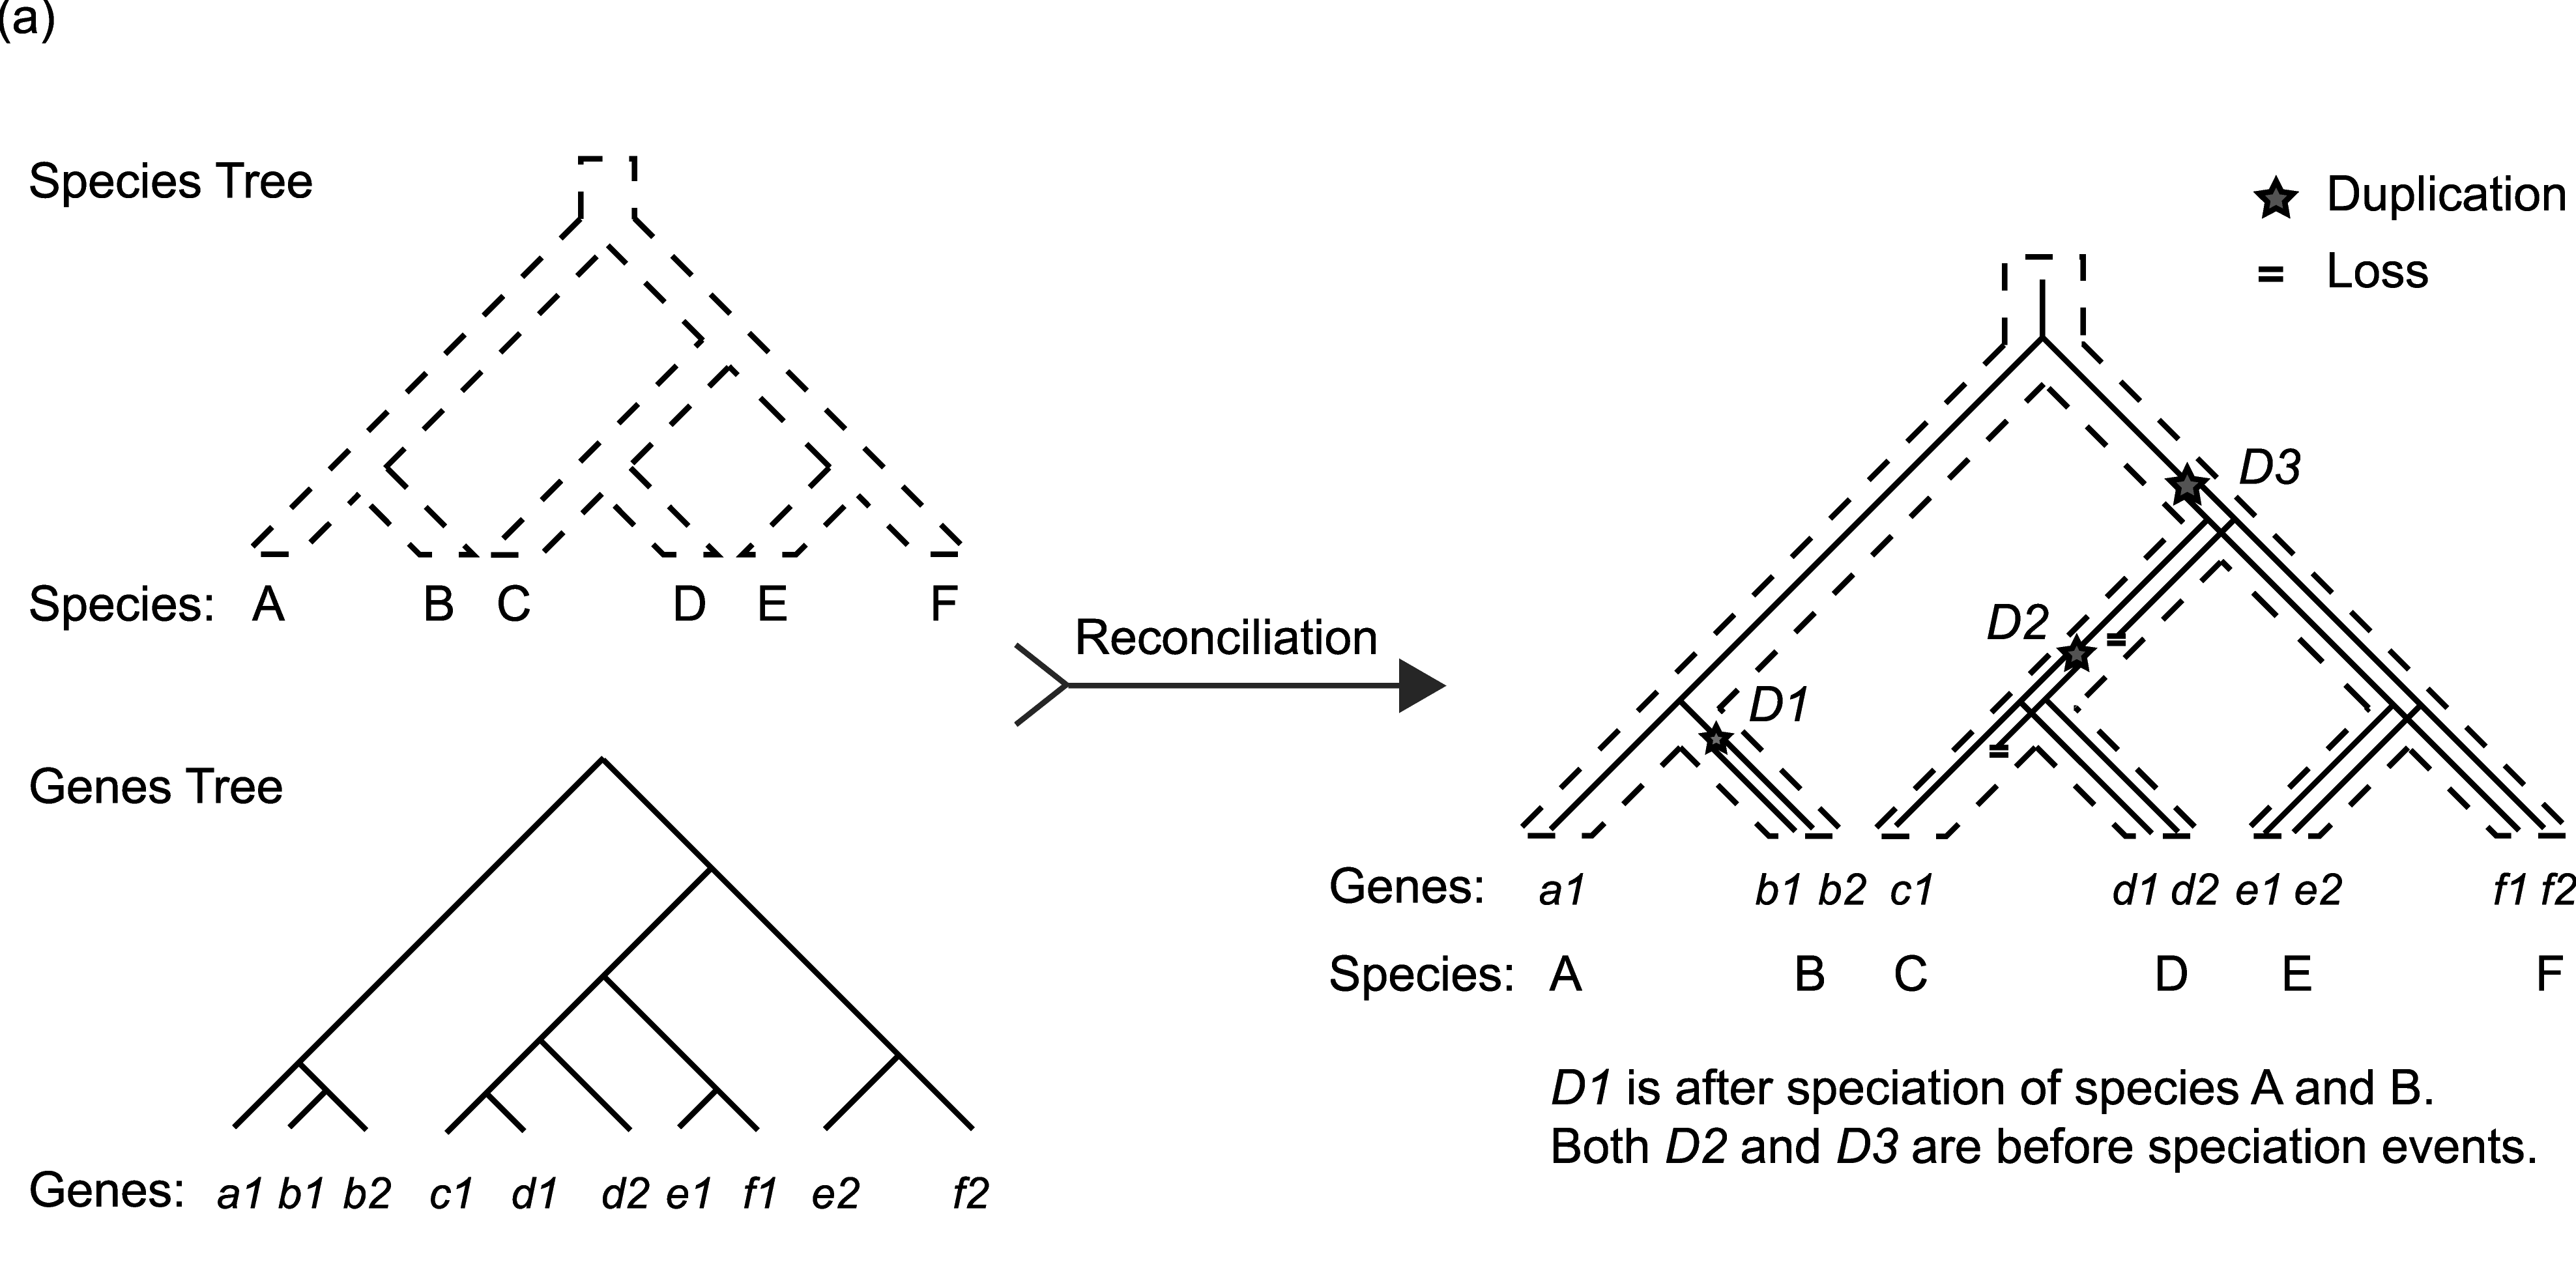 (a)
Species Tree
Species: A B C D E F
Genes Tree
Genes: a1 b1 b2 c1 d1 d2 e1 f1 e2 f2
Reconciliation
Duplication
= Loss
D3
D2
D1
Genes: a1 b1 b2 c1 d1 d2 e1 e2 f1 f2
Species: A B C D E F
D1 is after speciation of species A and B.
Both D2 and D3 are before speciation events.